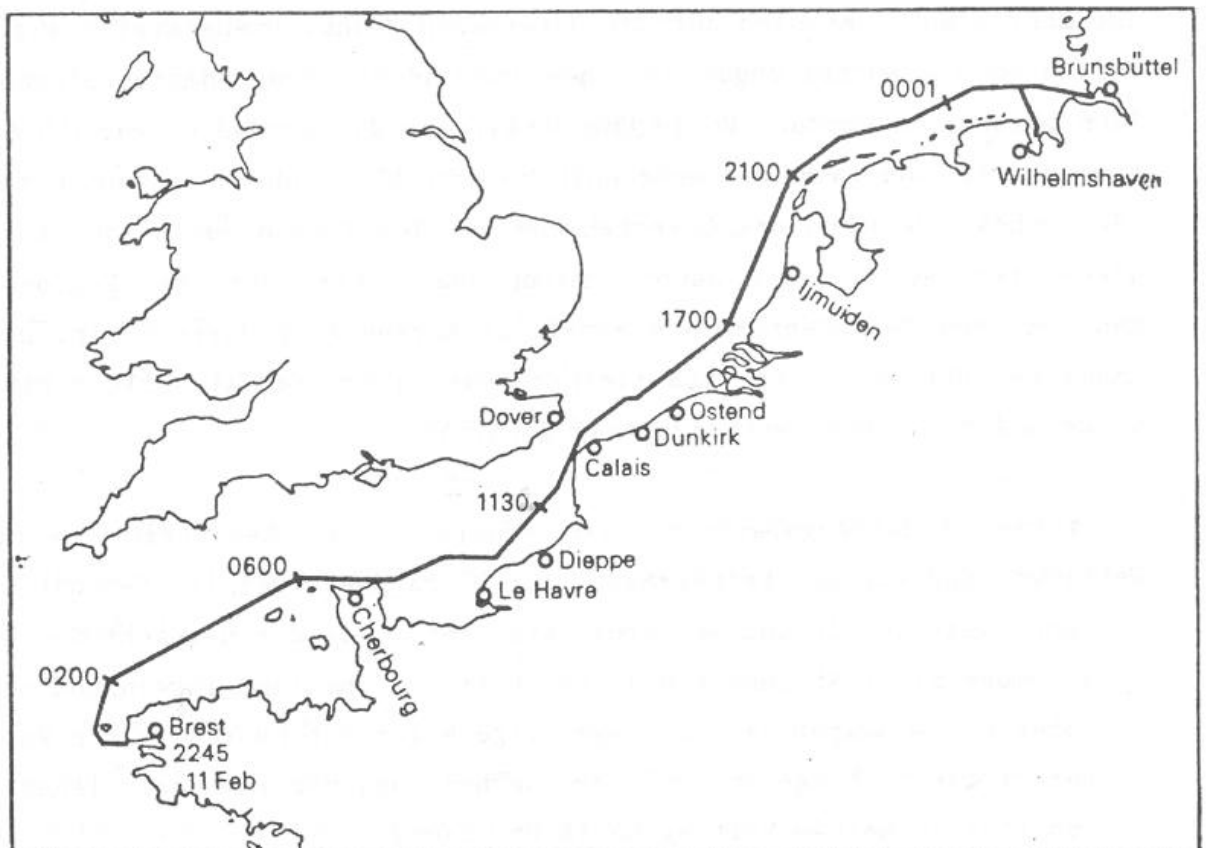 Brunsbüttel
0001
2100
Wilhelmshaven
Ijmuiden
1700
Dover
Ostend
Dunkirk
Calais
1130
Dieppe
0600
Le Havre
Cherbourg
0200
Brest
2245
11 Feb